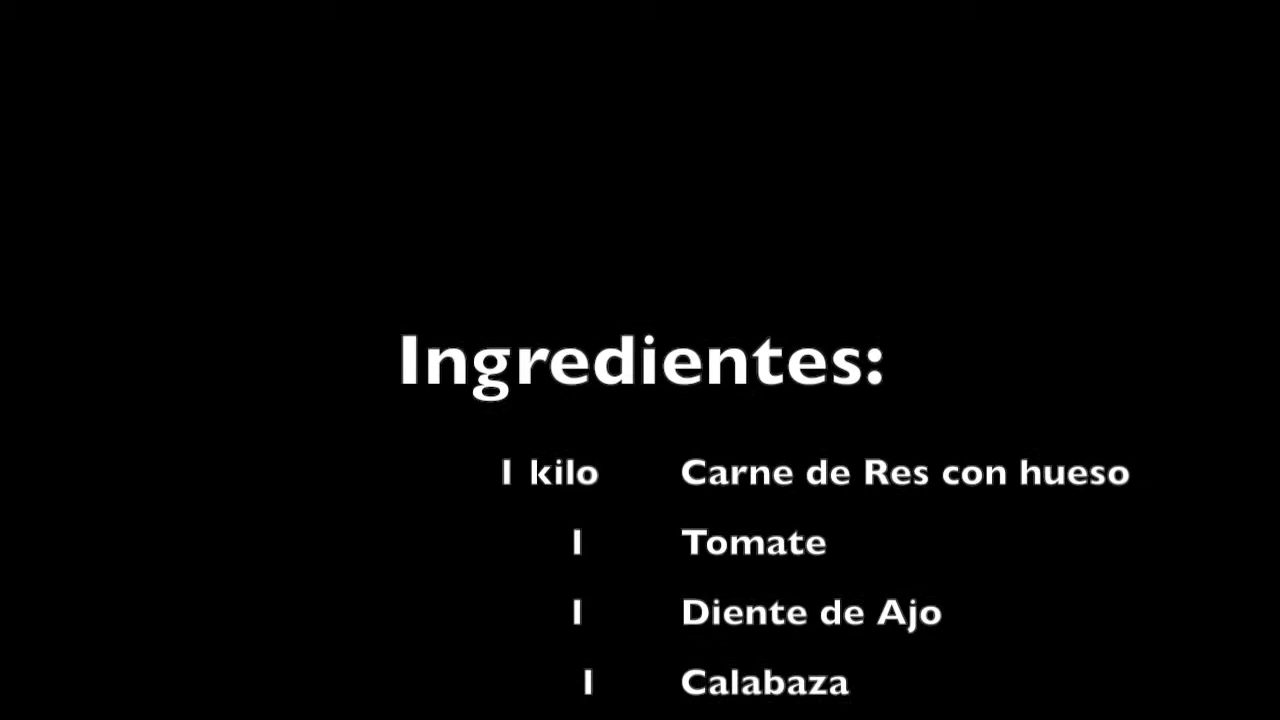 Ingredientes:
1 kilo Carne de Res con hueso
1 Tomate
1 Diente de Ajo
1 Calabaza